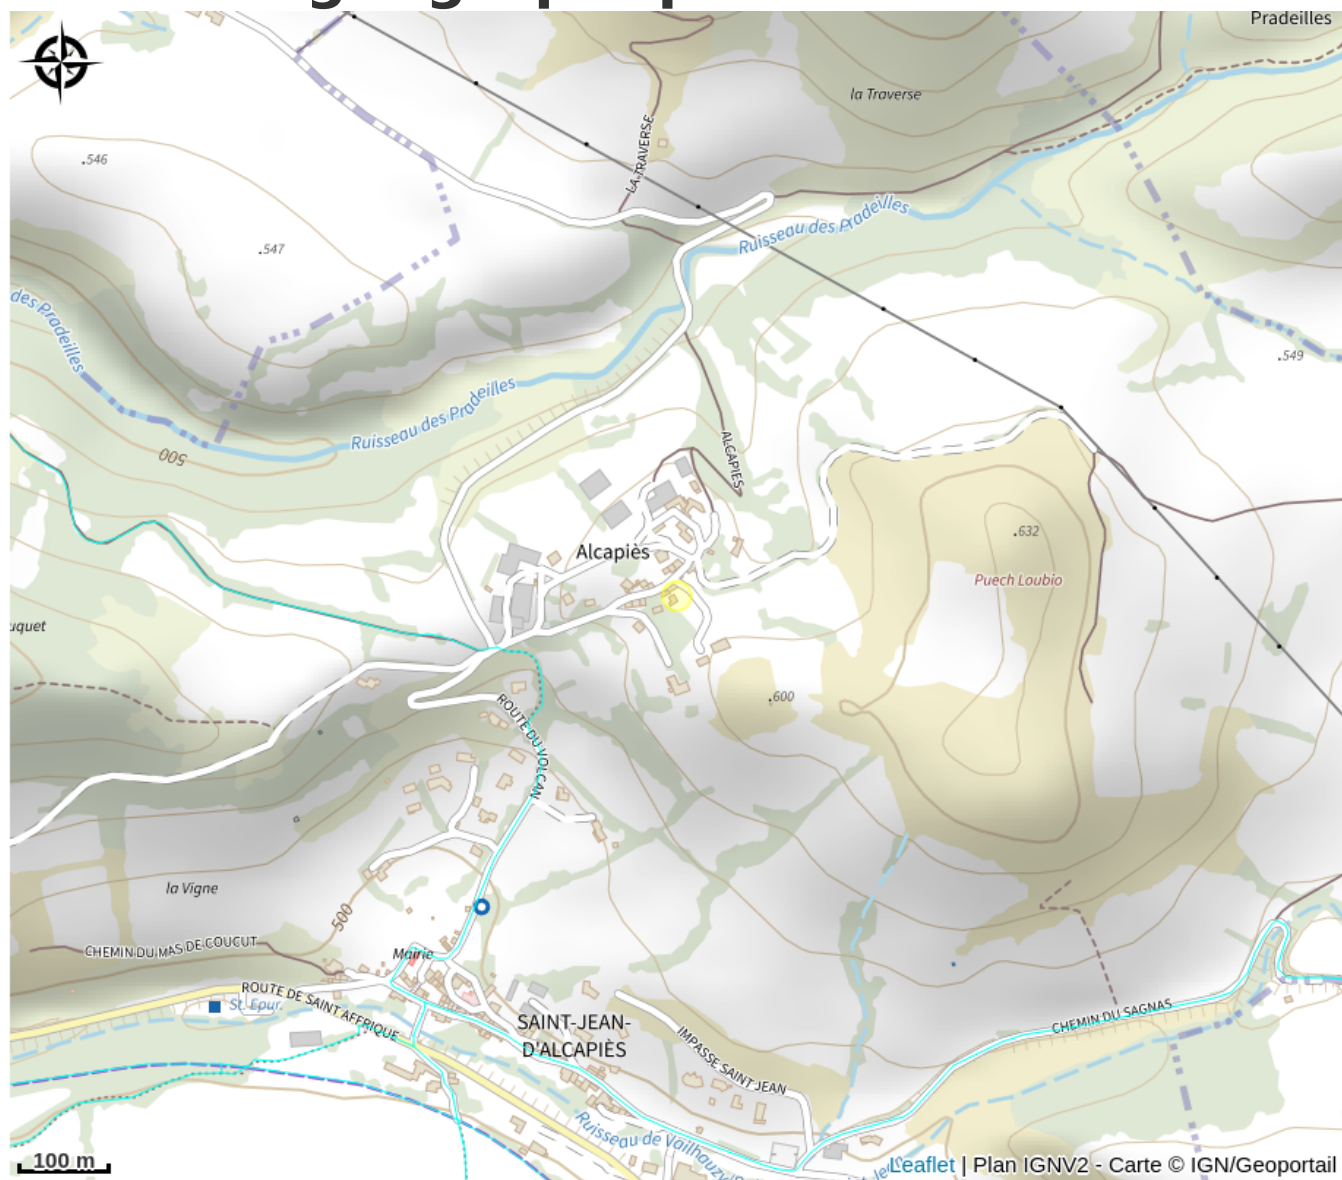 Pradeilles
la Traverse
.546
LA TRAVERSE
Ruisseau des Pradeilles
.547
des Pradeilles
.549
Ruisseau des Pradeilles
ALCAPIES
500
.632
Alcapiès
Puech Loubio
uquet
.600
ROUTE DU VOLCAN
la Vigne
500
CHEMIN DU MAS DE COUCUT
Mairie
ROUTE DE SAINT AFFRIQUE
St. Epur.
SAINT-JEAN-
D'ALCAPIÈS
CHEMIN DU SAGNAS
IMPASSE SAINT-JEAN
Ruisseau de Vailhauzy
100 m
Leaflet | Plan IGNV2 - Carte © IGN/Geoportail